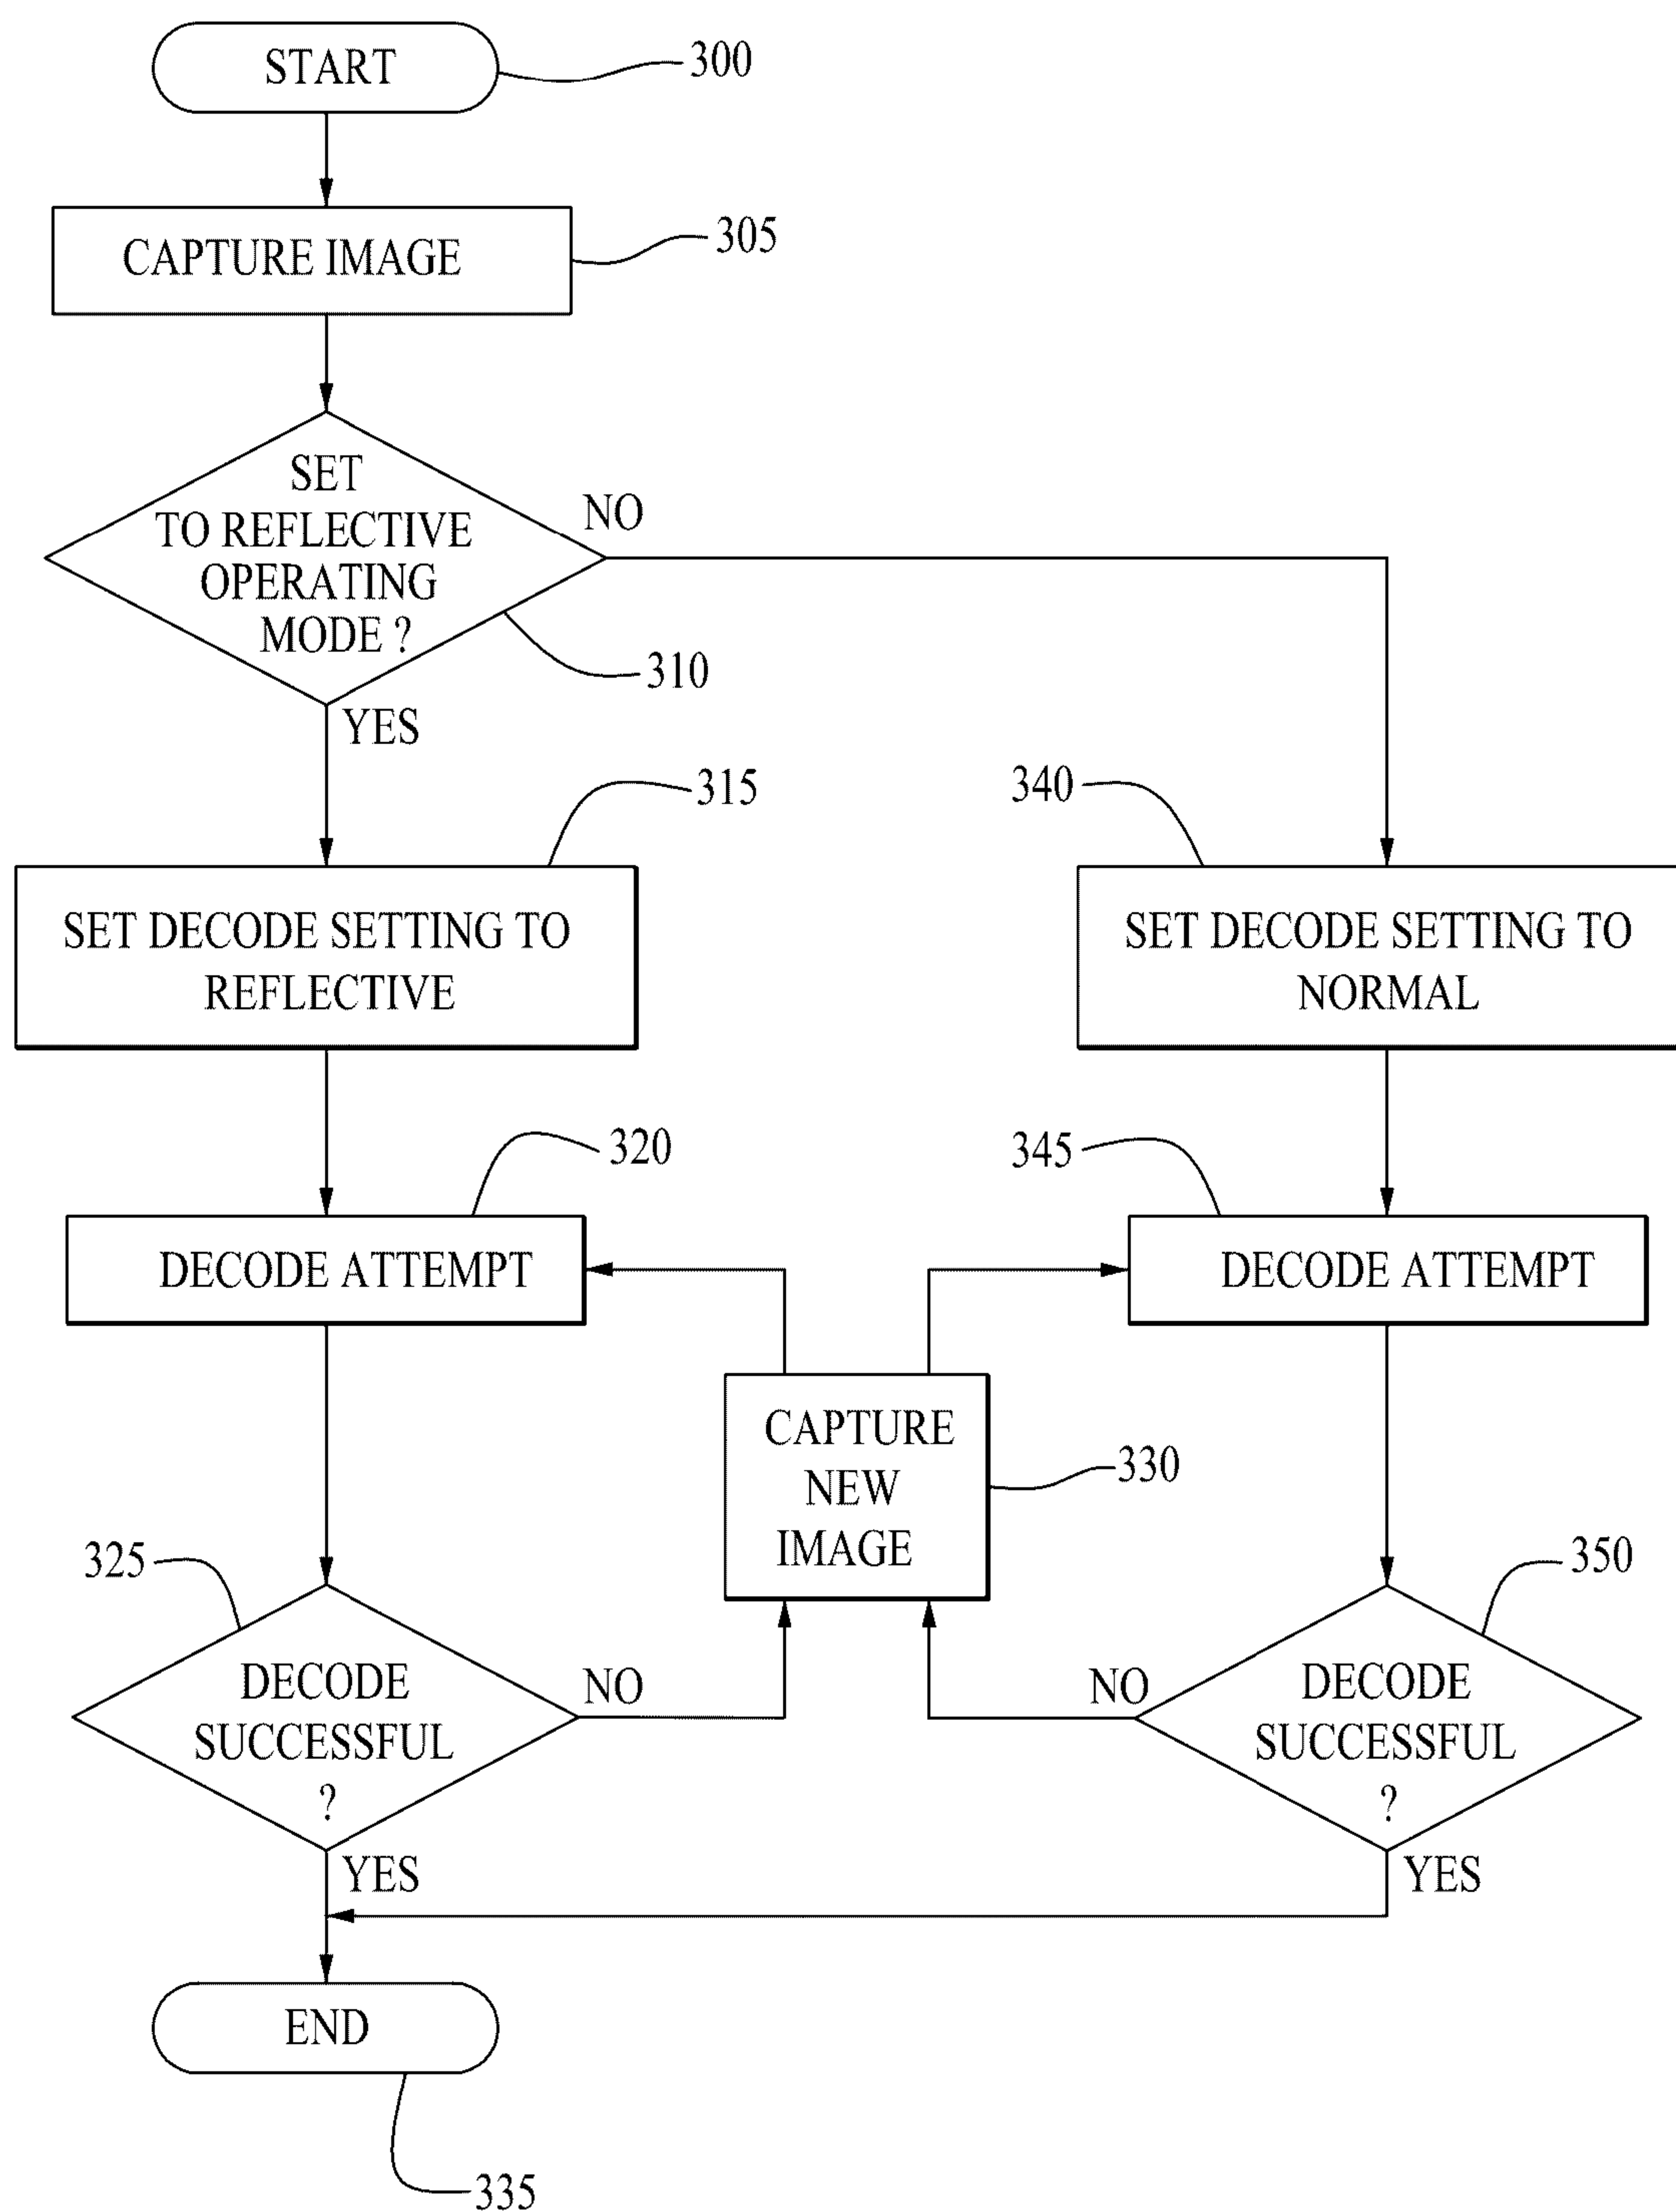 START
300
CAPTURE IMAGE
305
SET
TO REFLECTIVE
OPERATING
MODE ?
NO
310
YES
315
340
SET DECODE SETTING TO
REFLECTIVE
SET DECODE SETTING TO
NORMAL
320
345
DECODE ATTEMPT
DECODE ATTEMPT
CAPTURE
NEW
IMAGE
330
325
350
DECODE
SUCCESSFUL
?
NO
NO
DECODE
SUCCESSFUL
?
YES
YES
END
335